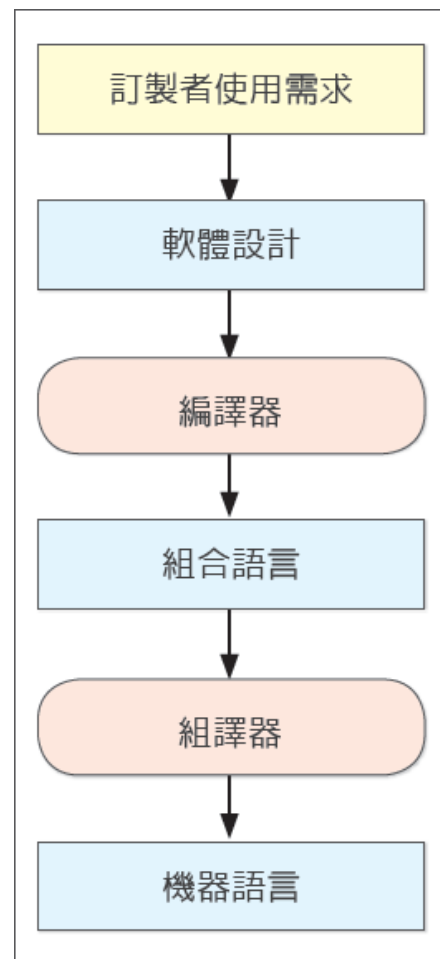 訂製者使用需求
軟體設計
編譯器
組合語言
組譯器
機器語言